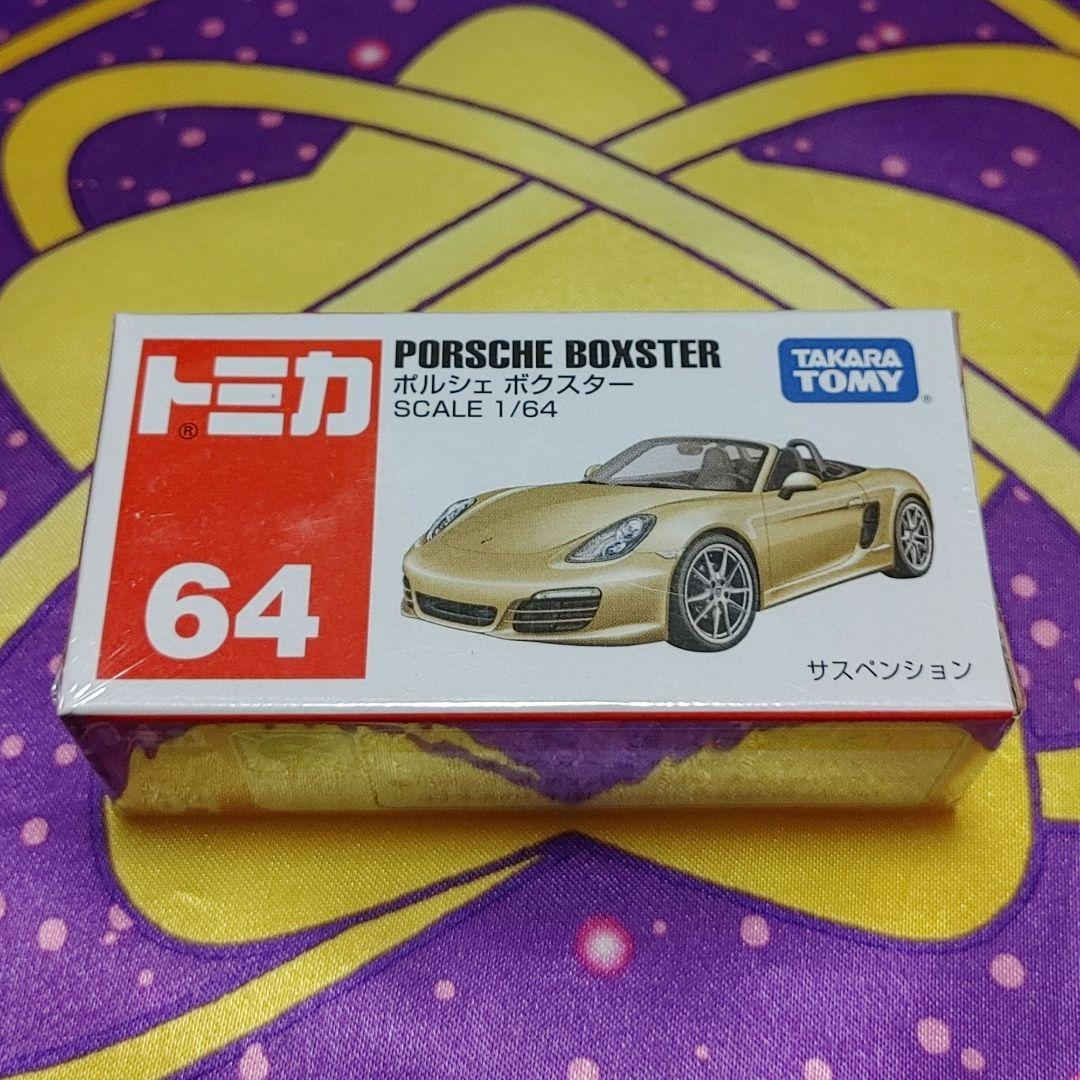 トミカ
®
64
PORSCHE BOXSTER
ポルシェ ボクスター
SCALE 1/64
TAKARA
TOMY
®
サスペンション